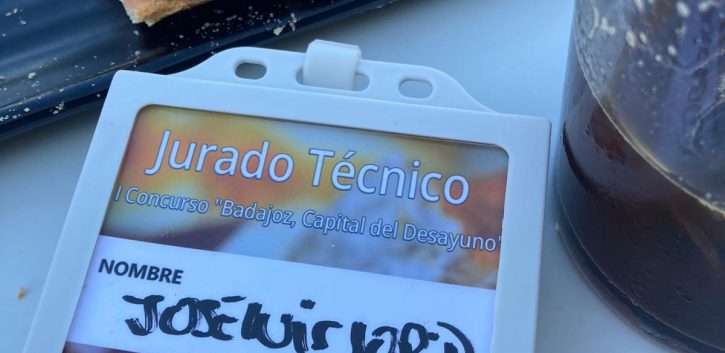 Jurado Técnico
I Concurso "Badajoz, Capital del Desayuno"
NOMBRE
JOSÉ LUIS